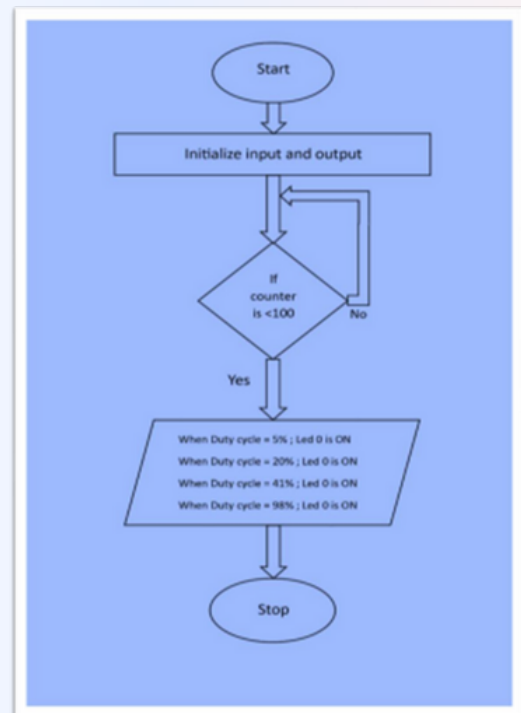 Start
Initialize input and output
If
counter
is <100
No
Yes
When Duty cycle = 5% ; Led 0 is ON
When Duty cycle = 20% ; Led 0 is ON
When Duty cycle = 41% ; Led 0 is ON
When Duty cycle = 98% ; Led 0 is ON
Stop